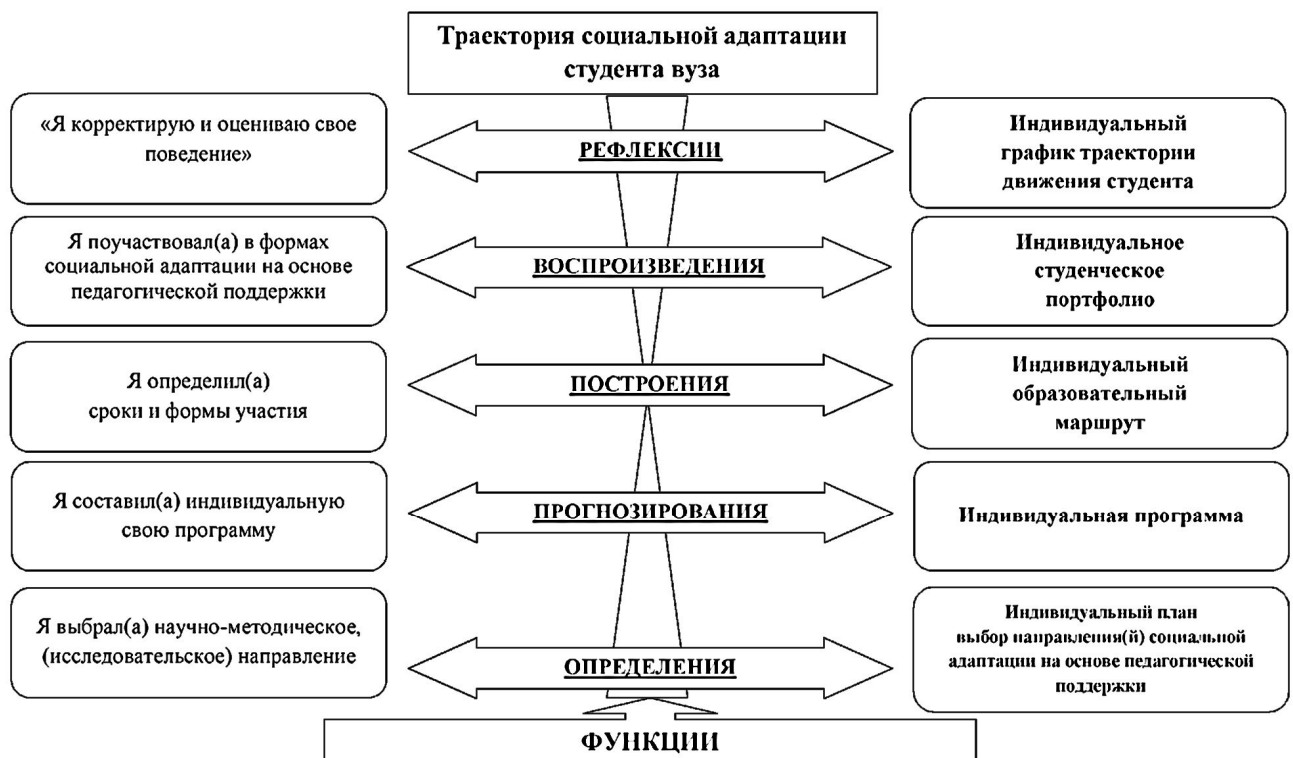 Траектория социальной адаптации
студента вуза
«Я корректирую и оцениваю свое
поведение»
РЕФЛЕКСИИ
Индивидуальный
график траектории
движения студента
Я поучаствовал(а) в формах
социальной адаптации на основе
педагогической поддержки
ВОСПРОИЗВЕДЕНИЯ
Индивидуальное
студенческое
портфолио
Я определил(а)
сроки и формы участия
ПОСТРОЕНИЯ
Индивидуальный
образовательный
маршрут
Я составил(а) индивидуальную
свою программу
ПРОГНОЗИРОВАНИЯ
Индивидуальная программа
Я выбрал(а) научно-методическое,
(исследовательское) направление
ОПРЕДЕЛЕНИЯ
Индивидуальный план
выбор направления(й) социальной
адаптации на основе педагогической
поддержки
ФУНКЦИИ